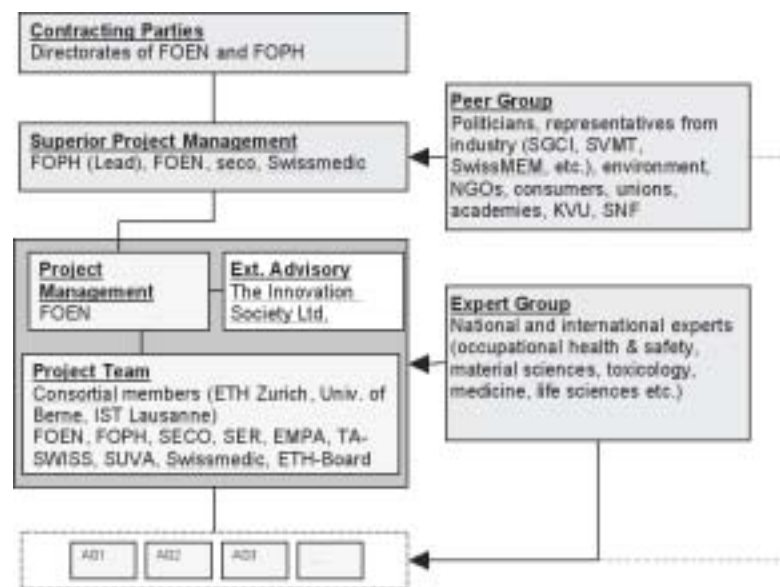 Contracting Parties
Directorates of FOEN and FOPH
Superior Project Management
FOPH (Lead), FOEN, seco, Swissmedic
Peer Group
Politicians, representatives from
industry (SGCI, SVMT,
SwissMEM, etc.), environment,
NGOs, consumers, unions,
academies, KVU, SNF
Project
Management
FOEN
Ext. Advisory
The Innovation
Society Ltd.
Expert Group
National and international experts
(occupational health & safety,
material sciences, toxicology,
medicine, life sciences etc.)
Project Team
Consortial members (ETH Zurich, Univ. of
Berne, IST Lausanne)
FOEN, FOPH, SECO, SER, EMPA, TA-
SWISS, SUVA, Swissmedic, ETH-Board
A01
A02
A03